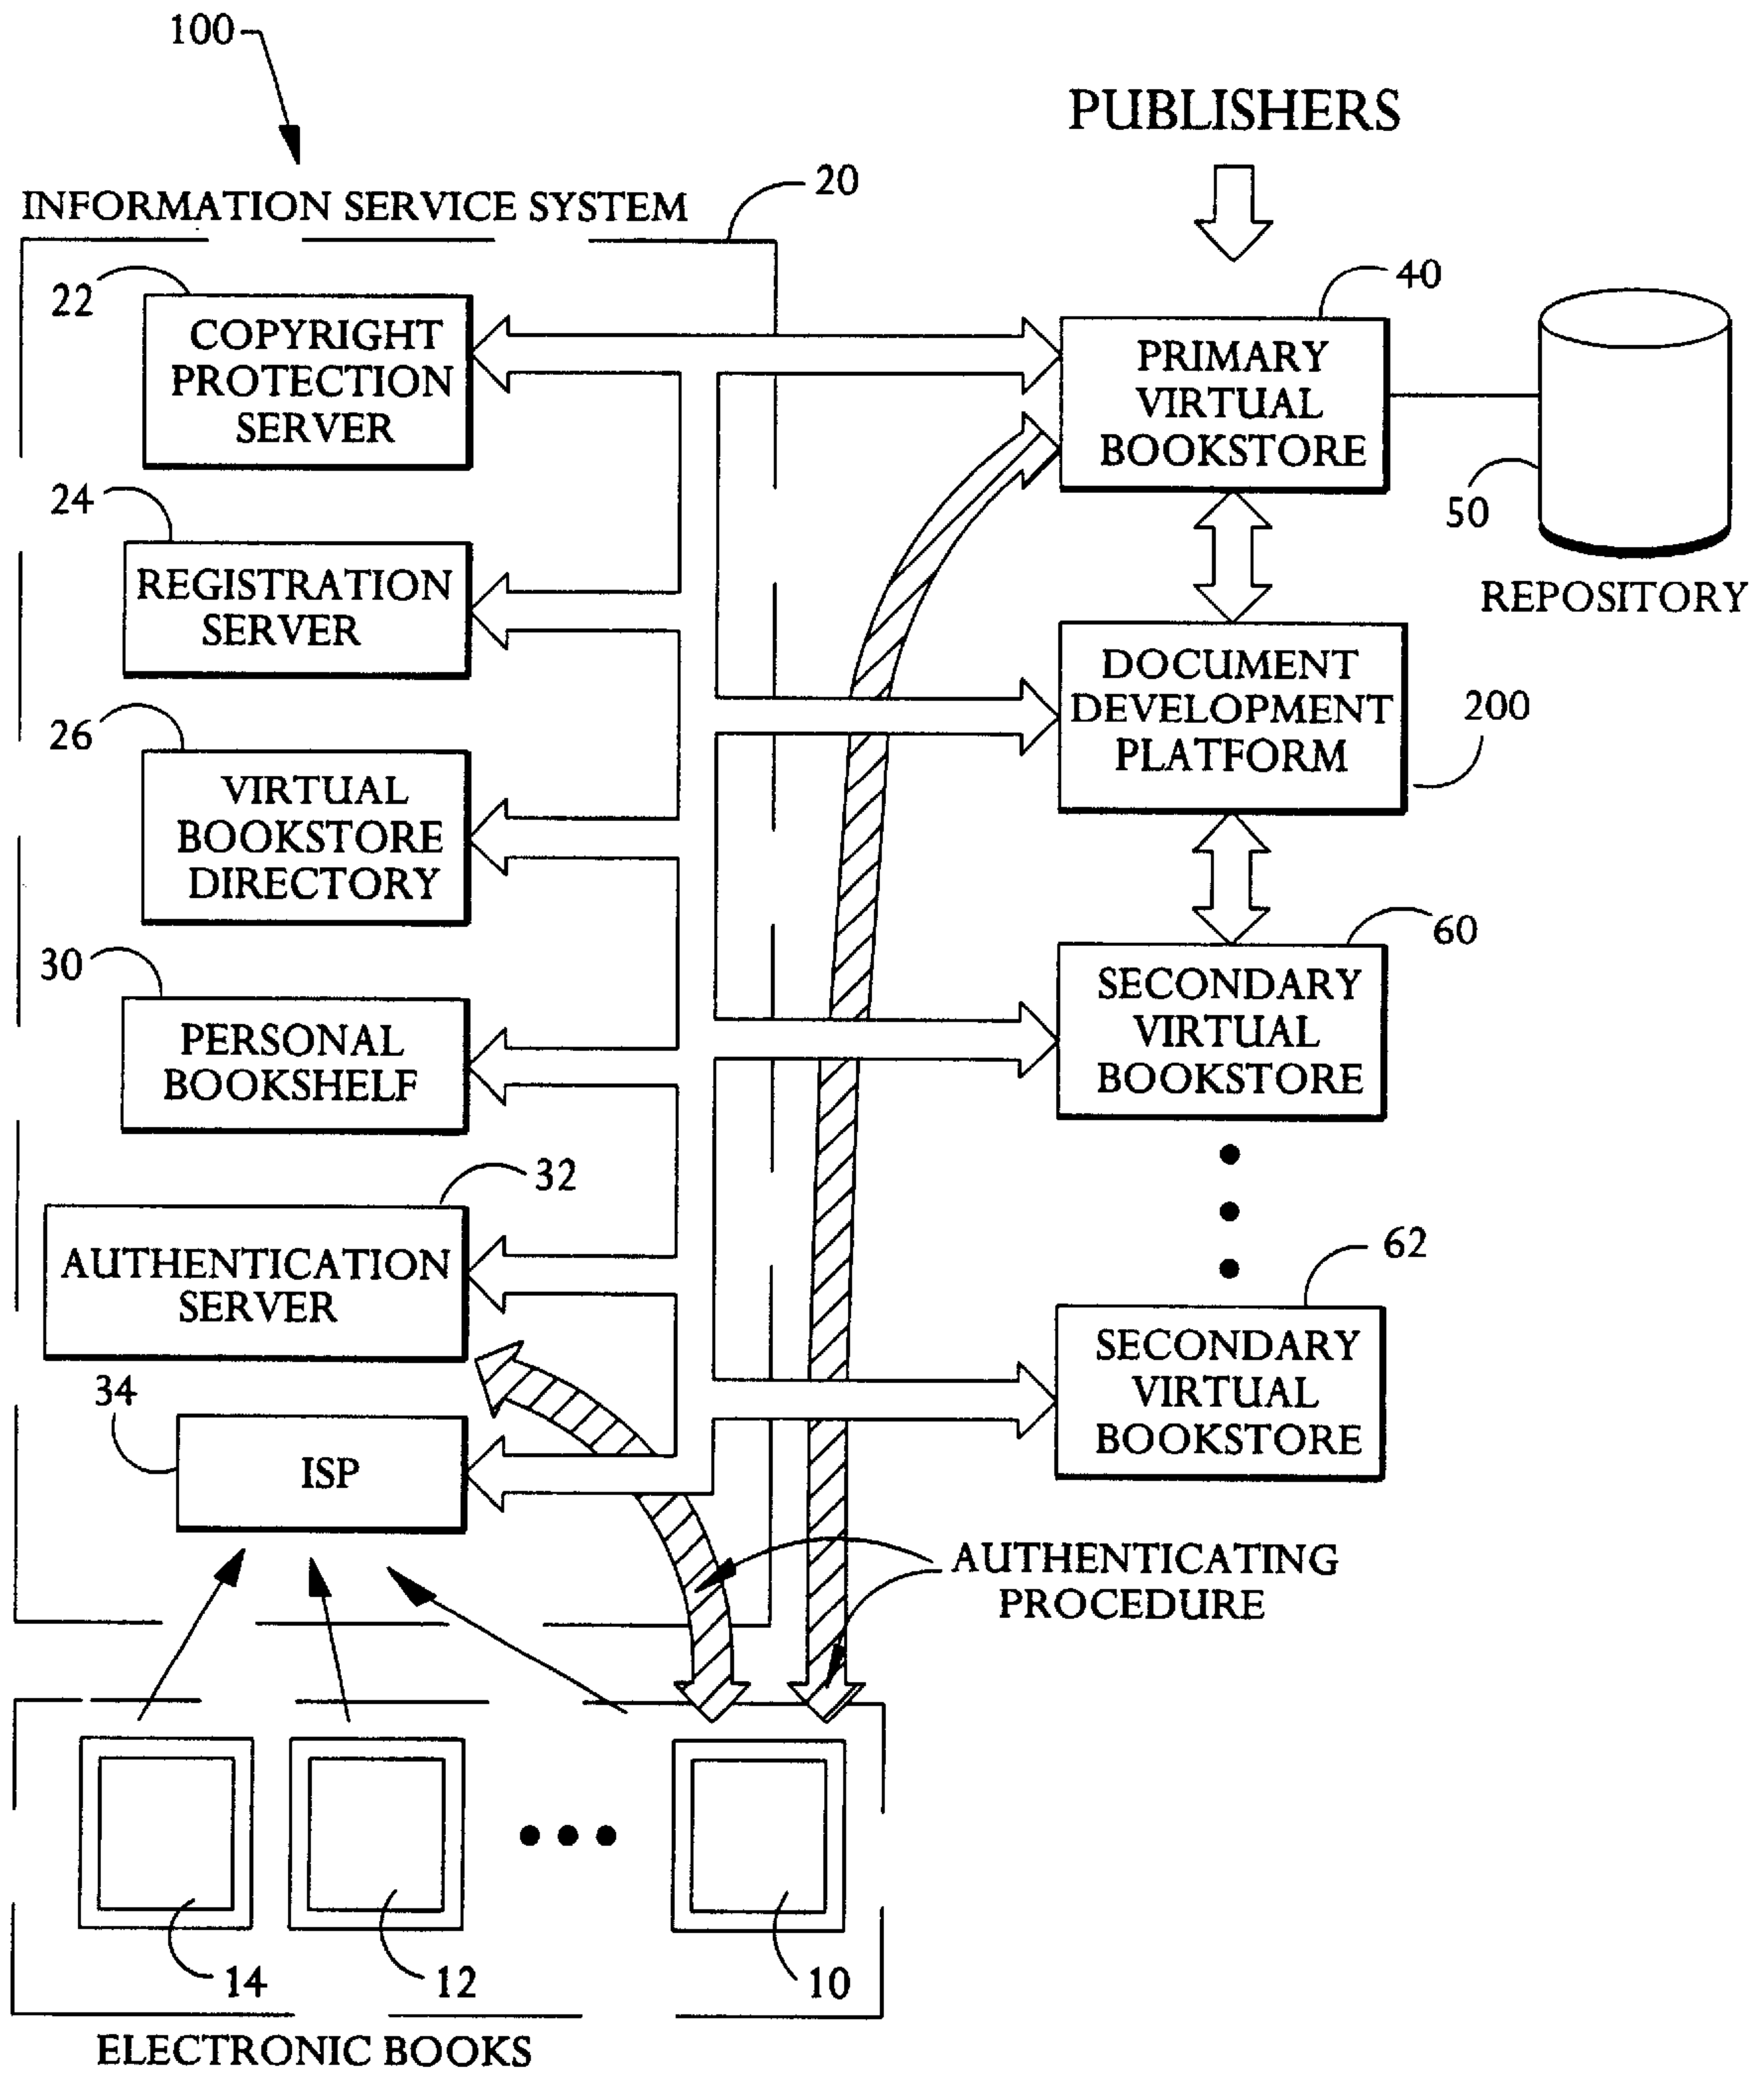 100
PUBLISHERS
INFORMATION SERVICE SYSTEM
20
22
COPYRIGHT
PROTECTION
SERVER
40
PRIMARY
VIRTUAL
BOOKSTORE
50
REPOSITORY
24
REGISTRATION
SERVER
DOCUMENT
DEVELOPMENT
PLATFORM
200
26
VIRTUAL
BOOKSTORE
DIRECTORY
60
SECONDARY
VIRTUAL
BOOKSTORE
30
PERSONAL
BOOKSHELF
32
AUTHENTICATION
SERVER
62
SECONDARY
VIRTUAL
BOOKSTORE
34
ISP
AUTHENTICATING
PROCEDURE
14
12
10
ELECTRONIC BOOKS